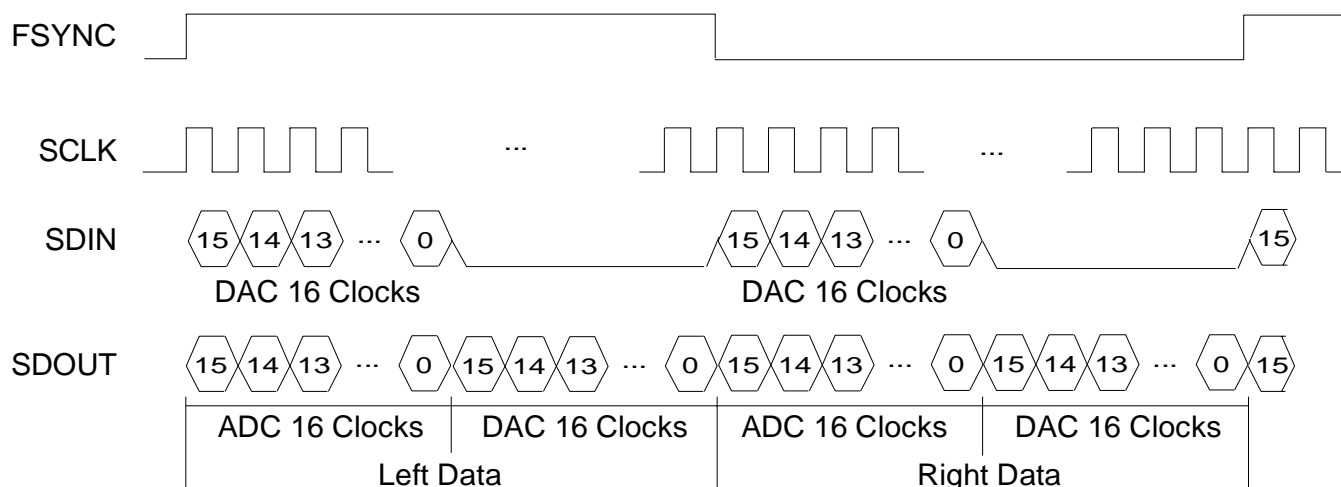 FSYNC
SCLK
... ...
SDIN
15 14 13 ... 0 15 14 13 ... 0 15
DAC 16 Clocks DAC 16 Clocks
SDOUT
15 14 13 ... 0 15 14 13 ... 0 15 14 13 ... 0 15 14 13 ... 0 15
ADC 16 Clocks DAC 16 Clocks ADC 16 Clocks DAC 16 Clocks
Left Data Right Data